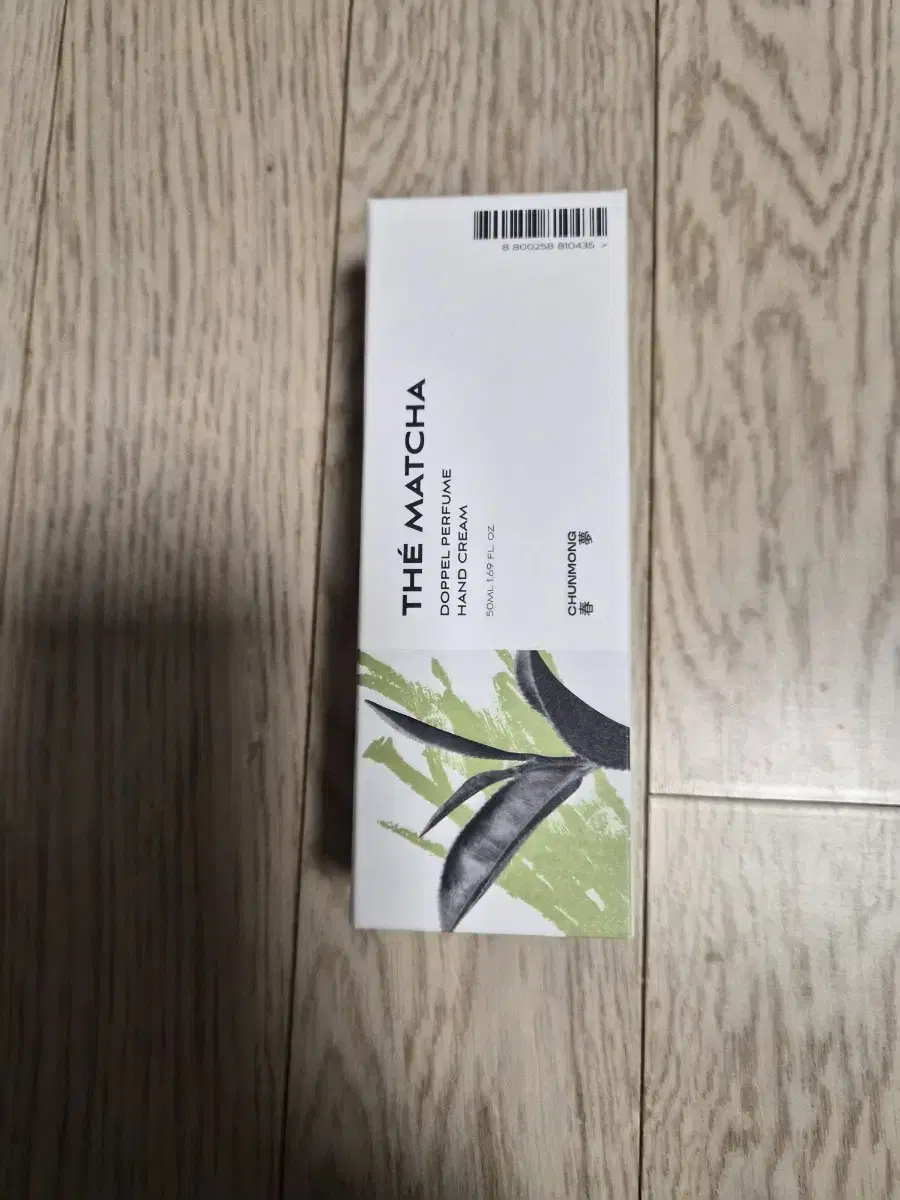 8 800258 810435 >
THÉ MATCHA
DOPPEL PERFUME
HAND CREAM
50ML 1.69 FL. OZ
CHUNMONG
春 夢